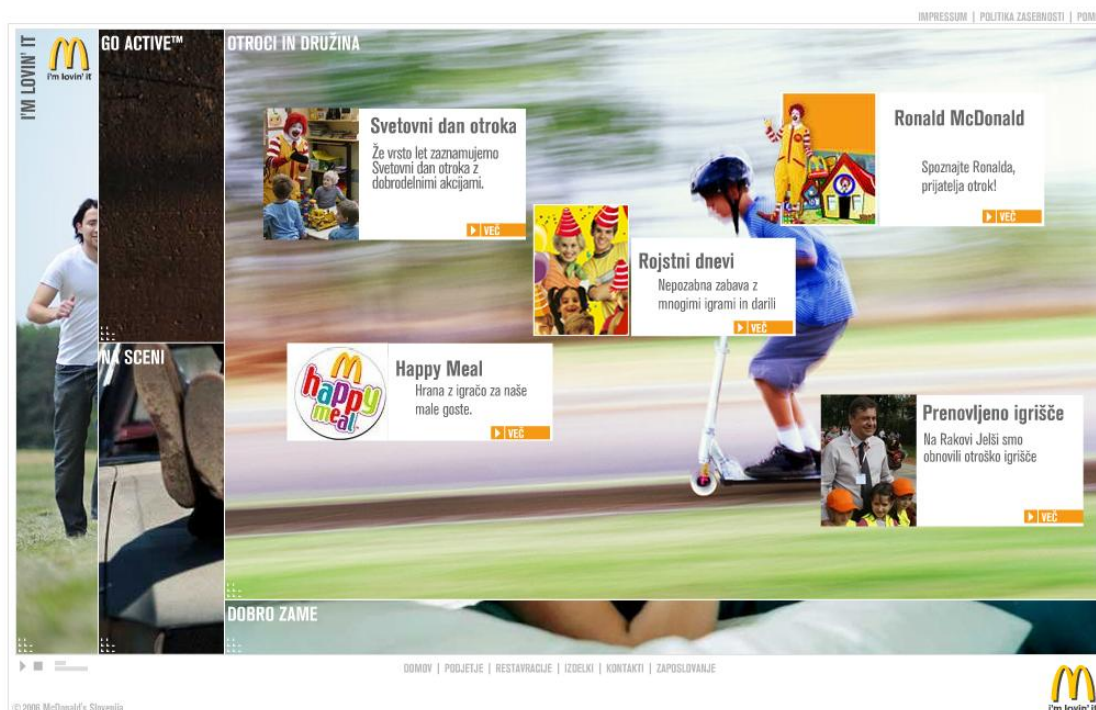 IMPRESSUM | POLITIKA ZASEBNOSTI |
I'M LOVIN' IT
i'm lovin' it
GO ACTIVE™
OTROCI IN DRUŽINA
Svetovni dan otroka
Že vrsto let zaznamujemo
Svetovni dan otroka z
dobrodelnimi akcijami.
VEČ
Ronald McDonald
Spoznajte Ronalda,
prijatelja otrok!
VEČ
Rojstni dnevi
Nepozabna zabava z
mnogimi igrami in darili
VEČ
NA SCENI
happy
meal
Happy Meal
Hrana z igračo za naše
male goste.
VEČ
Prenovljeno igrišče
Na Rakovi Jelši smo
obnovili otroško igrišče
VEČ
DOBRO ZAME
DOMOV | PODJETJE | RESTAVRACIJE | IZDELKI | KONTAKTI | ZAPOSLOVANJE
© 2006 McDonald's Slovenija
i'm lovin' it